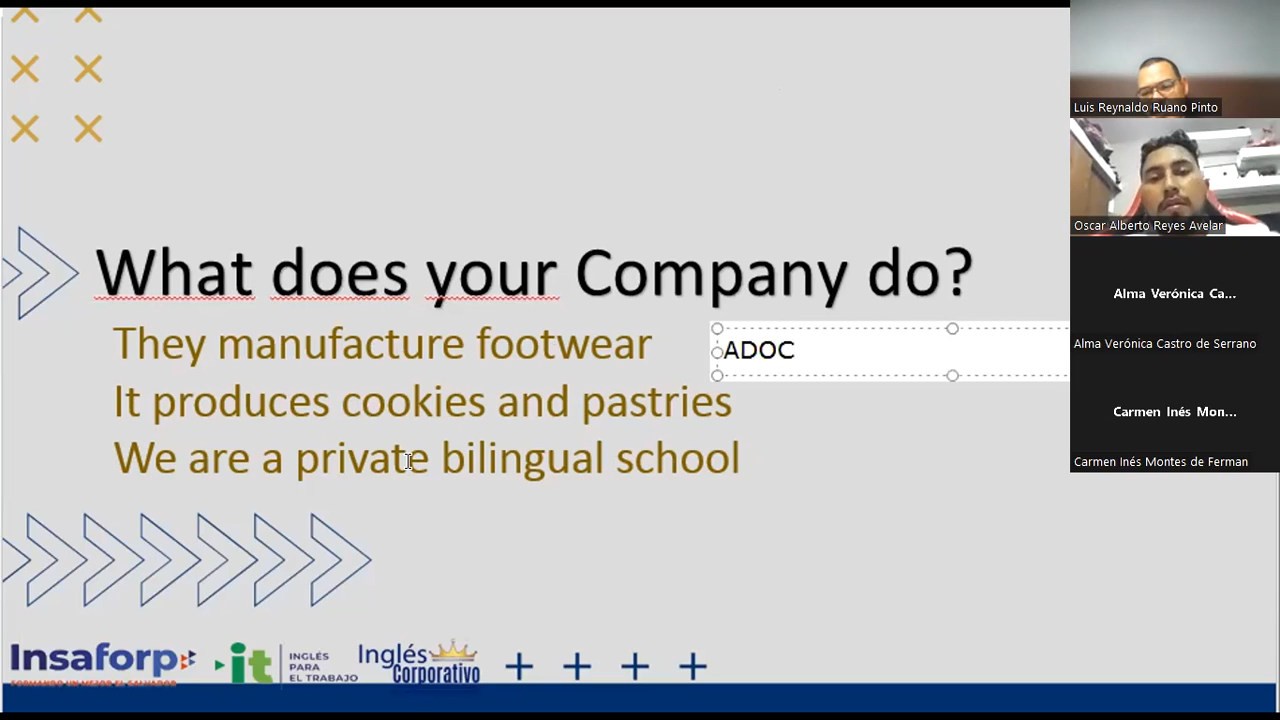 Luis Reynaldo Ruano Pinto
Oscar Alberto Reyes Avelar
What does your Company do?
They manufacture footwear
ADOC
It produces cookies and pastries
We are a private bilingual school
Alma Verónica Ca...
Alma Verónica Castro de Serrano
Carmen Inés Mon...
Carmen Inés Montes de Ferman
Insaforp
FORMANDO UN MEJOR EL SALVADOR
it
INGLÉS
PARA
EL TRABAJO
Inglés
Corporativo